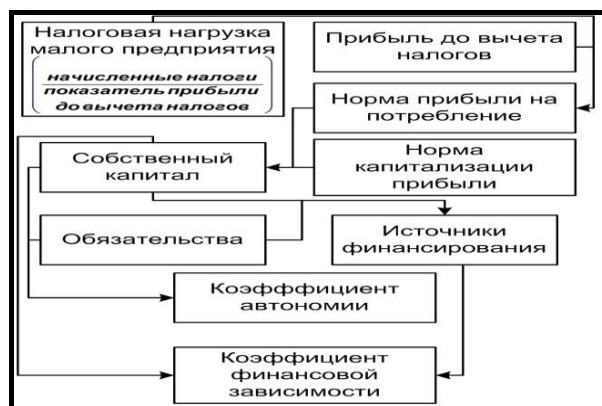 Налоговая нагрузка
малого предприятия
начисленные налоги
показатель прибыли
до вычета налогов
Прибыль до вычета
налогов
Норма прибыли на
потребление
Собственный
капитал
Норма
капитализации
прибыли
Обязательства
Источники
финансирования
Коэфффициент
автономии
Коэффициент
финансовой
зависимости